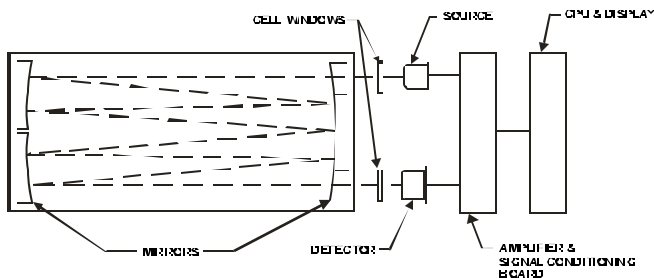 CELL WINDOWS
SOURCE
CPU & DISPLAY
MIRRORS
DETECTOR
AMPLIFIER &
SIGNAL CONDITIONING
BOARD